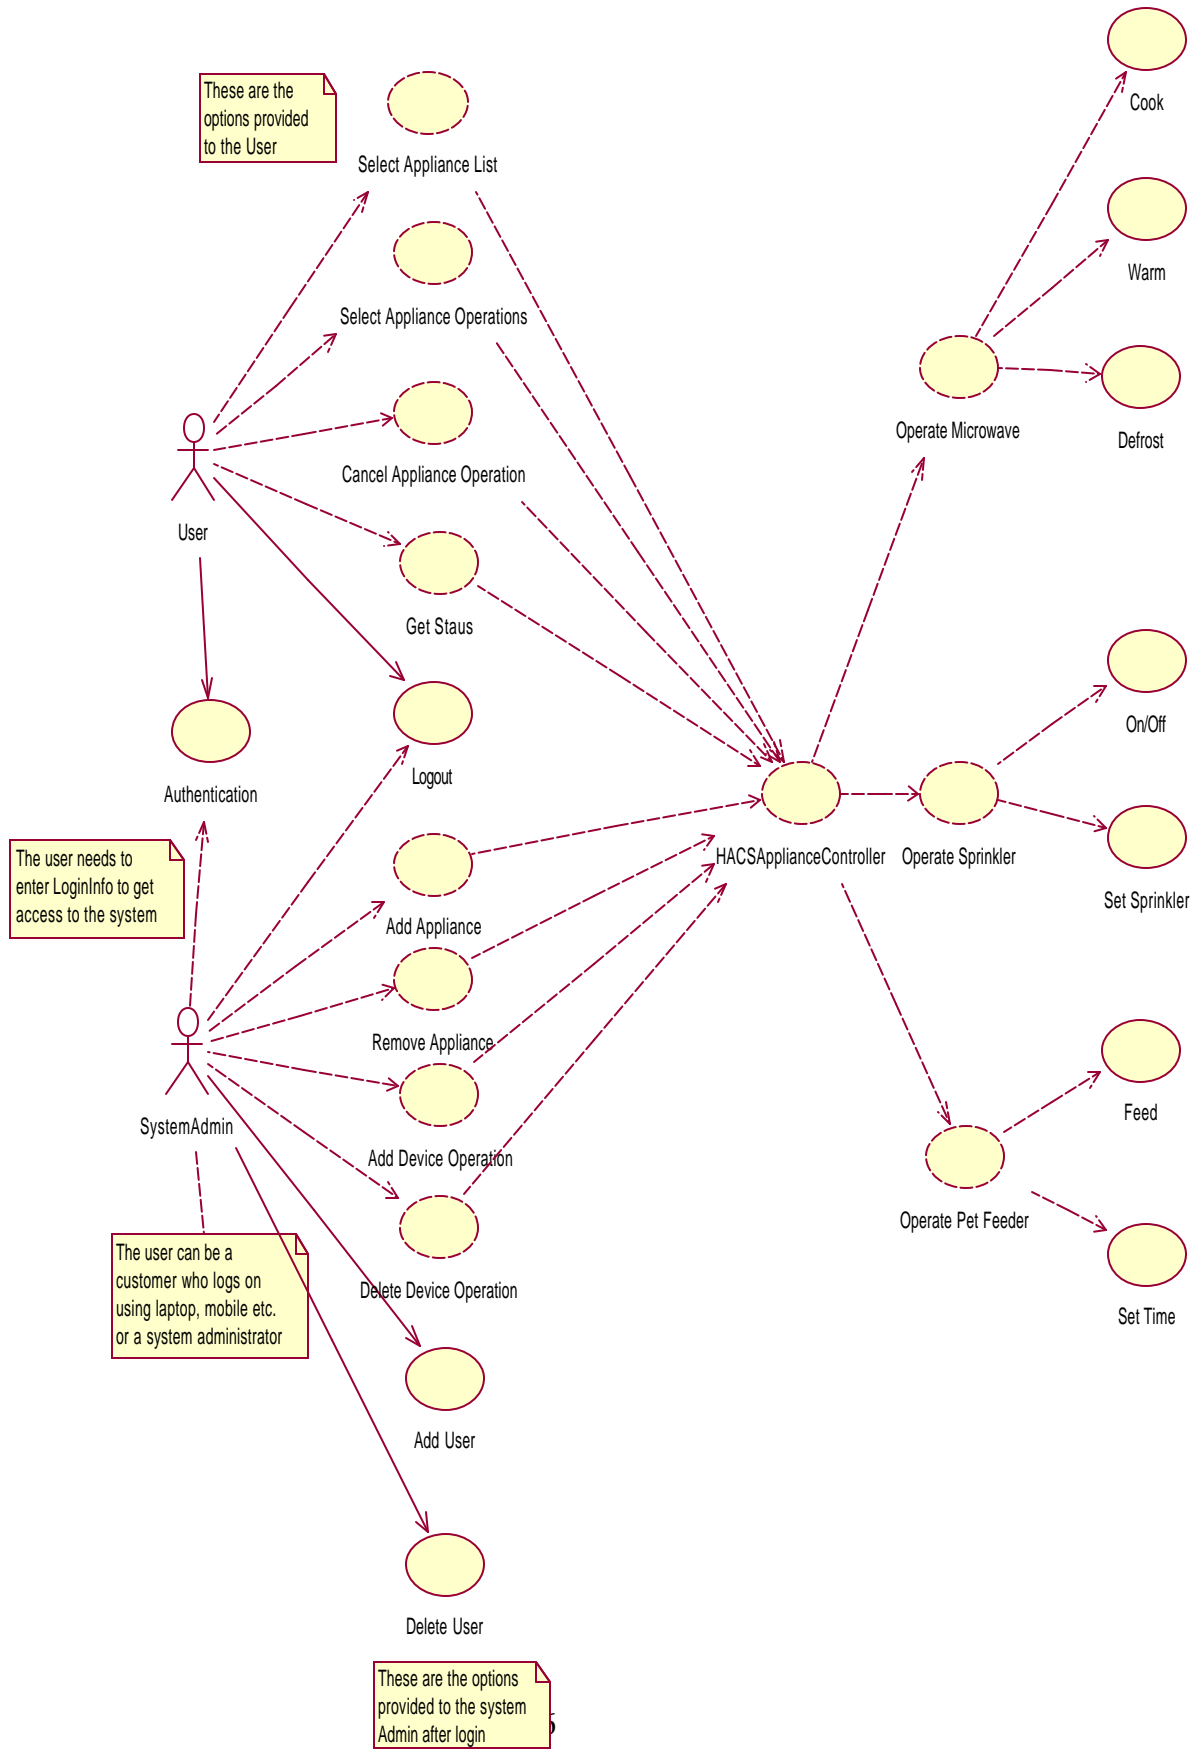 These are the
options provided
to the User
Select Appliance List
Select Appliance Operations
Cancel Appliance Operation
User
Get Staus
Authentication
Logout
The user needs to
enter LoginInfo to get
access to the system
Add Appliance
Remove Appliance
SystemAdmin
Add Device Operation
The user can be a
customer who logs on
using laptop, mobile etc.
or a system administrator
Delete Device Operation
Add User
Delete User
These are the options
provided to the system
Admin after login
HACSApplianceController
Cook
Warm
Operate Microwave
Defrost
On/Off
Operate Sprinkler
Set Sprinkler
Feed
Operate Pet Feeder
Set Time